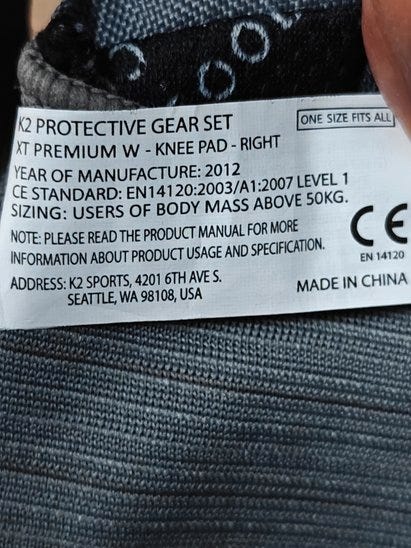 K2 PROTECTIVE GEAR SET
ONE SIZE FITS ALL
XT PREMIUM W - KNEE PAD - RIGHT
YEAR OF MANUFACTURE: 2012
CE STANDARD: EN14120:2003/A1:2007 LEVEL 1
SIZING: USERS OF BODY MASS ABOVE 50KG.
NOTE: PLEASE READ THE PRODUCT MANUAL FOR MORE
INFORMATION ABOUT PRODUCT USAGE AND SPECIFICATION.
CE
EN 14120
ADDRESS: K2 SPORTS, 4201 6TH AVE S.
SEATTLE, WA 98108, USA
MADE IN CHINA